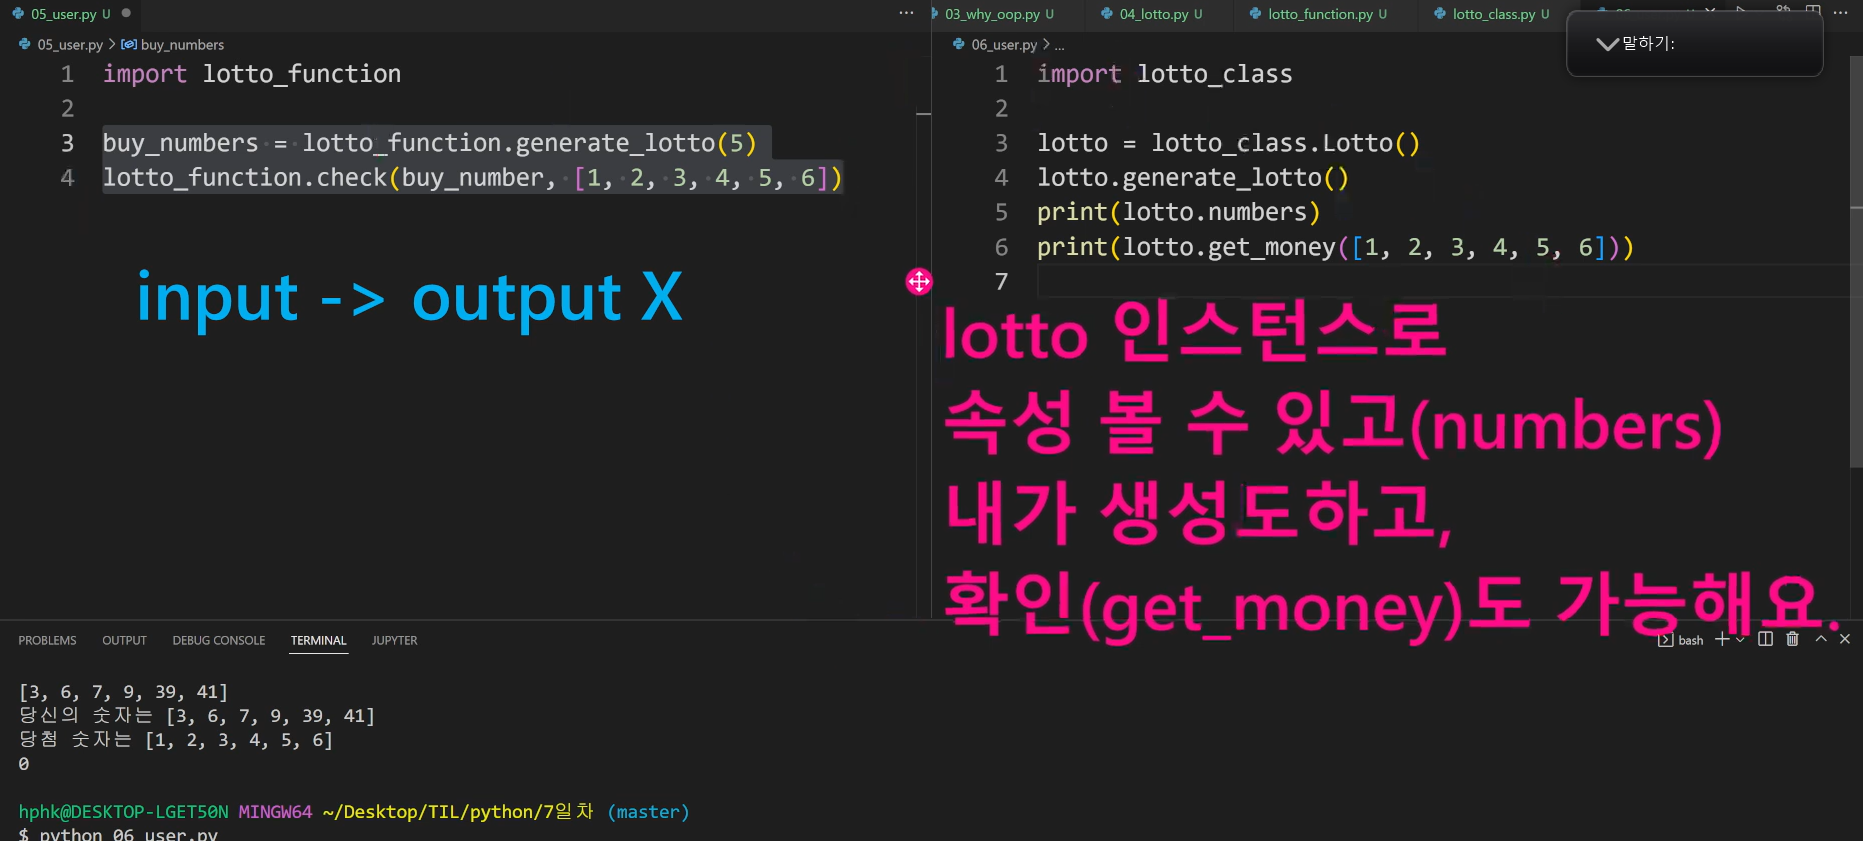 05_user.py U
03_why_oop.py U
04_lotto.py U
lotto_function.py U
lotto_class.py U
05_user.py > buy_numbers
06_user.py > ...
말하기:
1 import lotto_function
2
3 buy_numbers = lotto_function.generate_lotto(5)
4 lotto_function.check(buy_number, [1, 2, 3, 4, 5, 6])
input -> output X
1 import lotto_class
2
3 lotto = lotto_class.Lotto()
4 lotto.generate_lotto()
5 print(lotto.numbers)
6 print(lotto.get_money([1, 2, 3, 4, 5, 6]))
7
lotto 인스턴스로
속성 볼 수 있고(numbers)
내가 생성도하고,
확인(get_money)도 가능해요.
PROBLEMS OUTPUT DEBUG CONSOLE TERMINAL JUPYTER
bash
[3, 6, 7, 9, 39, 41]
당신의 숫자는 [3, 6, 7, 9, 39, 41]
당첨 숫자는 [1, 2, 3, 4, 5, 6]
0
hphk@DESKTOP-LGET50N MINGW64 ~/Desktop/TIL/python/7일차 (master)
$ python 06_user.py